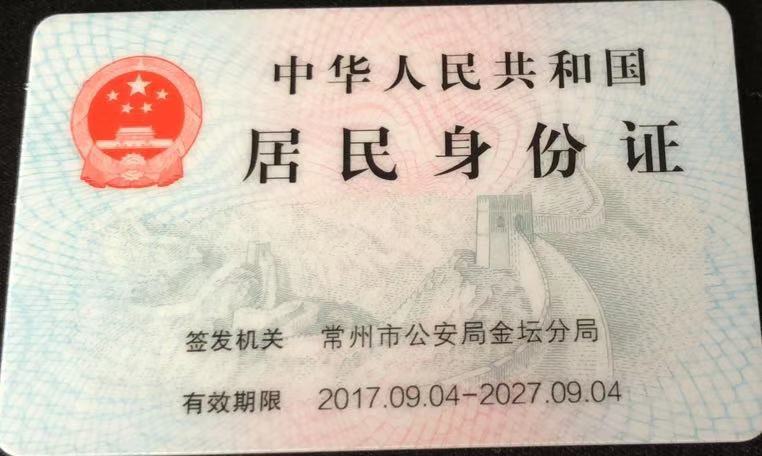 中华人民共和国
居民身份证
签发机关 常州市公安局金坛分局
有效期限 2017.09.04-2027.09.04